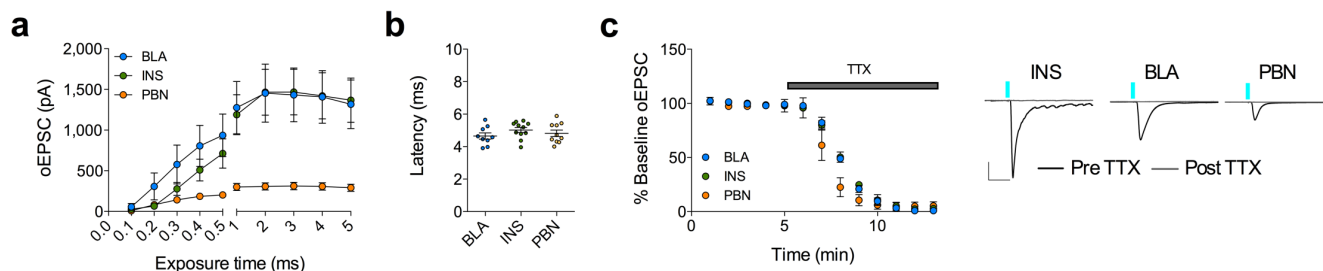 a
2,000
1,500
1,000
500
0
oEPSC (pA)
BLA
INS
PBN
0.0
0.1
0.2
0.3
0.4
0.5
1
2
3
4
5
Exposure time (ms)
b
10
8
6
4
2
0
Latency (ms)
BLA
INS
PBN
c
150
100
50
0
% Baseline oEPSC
TTX
BLA
INS
PBN
0
5
10
Time (min)
INS
BLA
PBN
Pre TTX
Post TTX